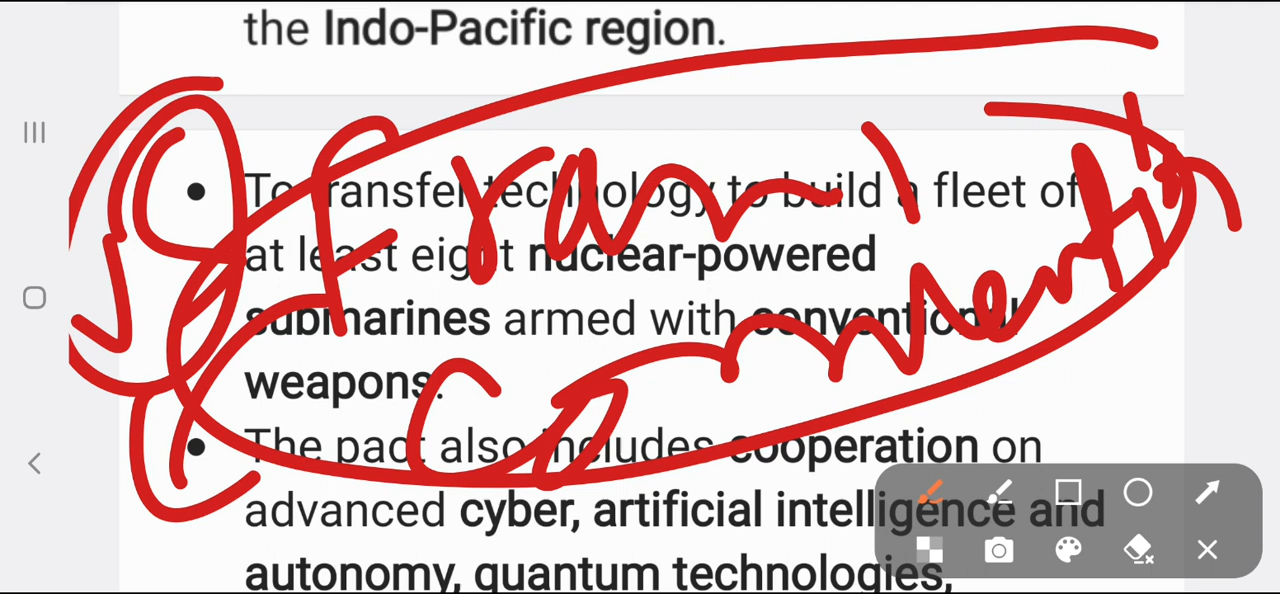 the Indo-Pacific region.
To transfer technology to build a fleet of
at least eight nuclear-powered
submarines armed with conventional
weapons.
The pact also includes cooperation on
advanced cyber, artificial intelligence and
autonomy, quantum technologies,